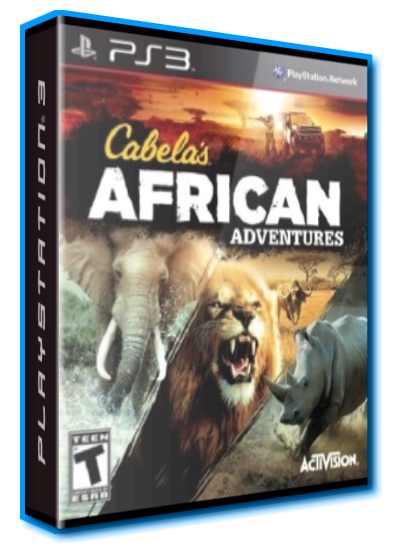 PS3
PlayStation Network
Cabela's
AFRICAN
ADVENTURES
PLAYSTATION 3
TEEN
T
ESRB
ACTIVISION